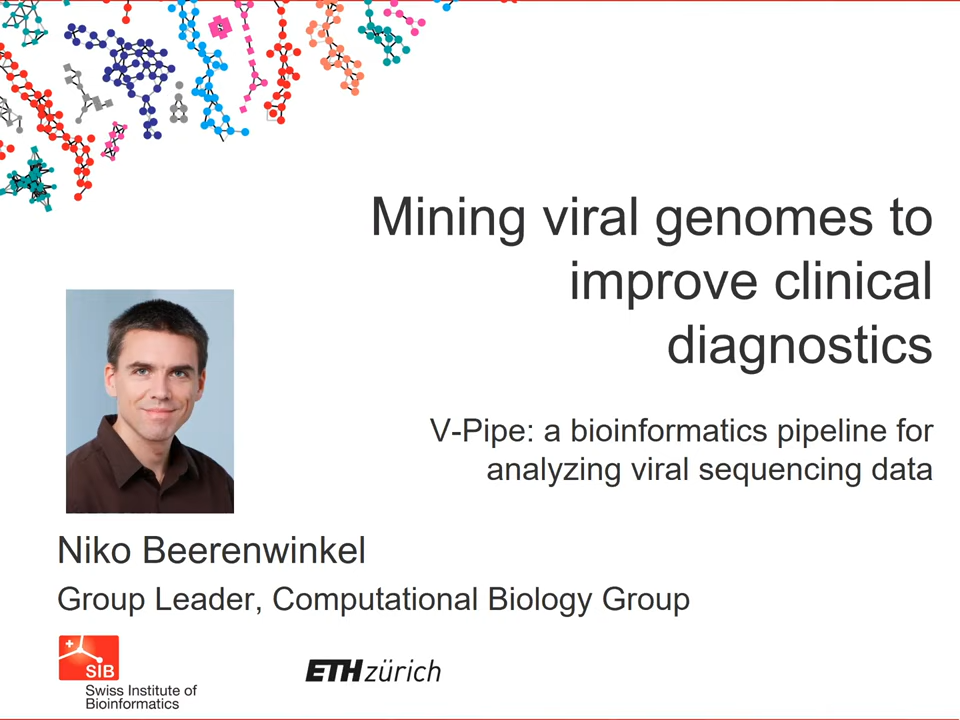 Mining viral genomes to
improve clinical
diagnostics
V-Pipe: a bioinformatics pipeline for
analyzing viral sequencing data
Niko Beerenwinkel
Group Leader, Computational Biology Group
SIB
Swiss Institute of
Bioinformatics
ETH zürich